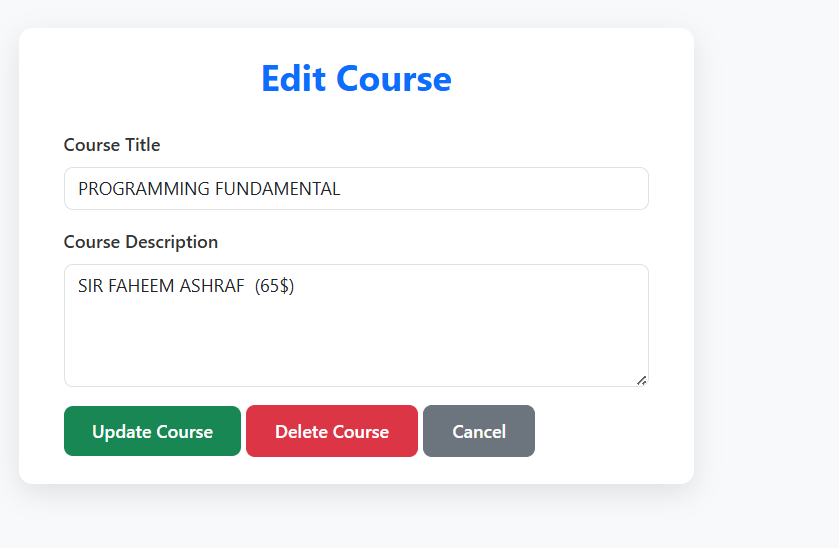 Edit Course
Course Title
PROGRAMMING FUNDAMENTAL
Course Description
SIR FAHEEM ASHRAF  (65$)
Update Course Delete Course Cancel